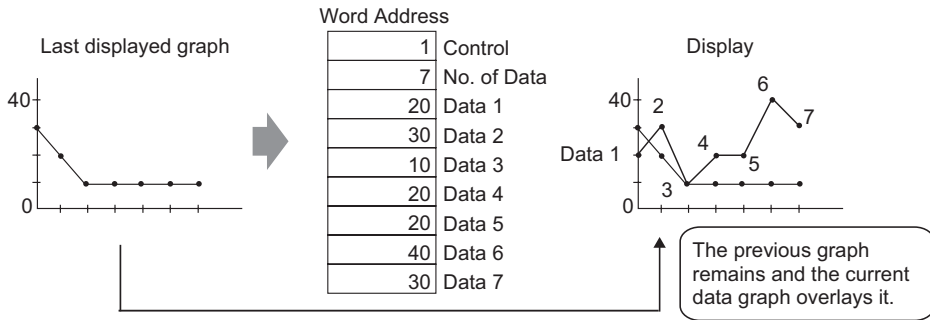 Word Address
Last displayed graph
40
0
1 Control
7 No. of Data
20 Data 1
30 Data 2
10 Data 3
20 Data 4
20 Data 5
40 Data 6
30 Data 7
Display
40
0
Data 1
2
3
4
5
6
7
The previous graph
remains and the current
data graph overlays it.